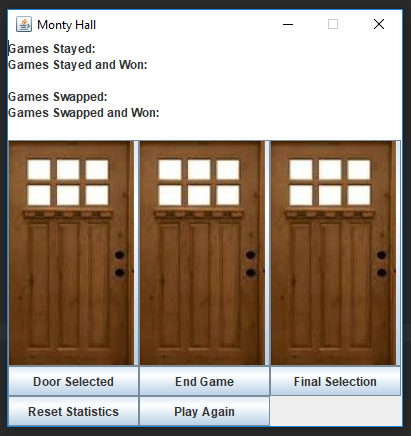 Monty Hall
Games Stayed:
Games Stayed and Won:
Games Swapped:
Games Swapped and Won:
Door Selected
End Game
Final Selection
Reset Statistics
Play Again